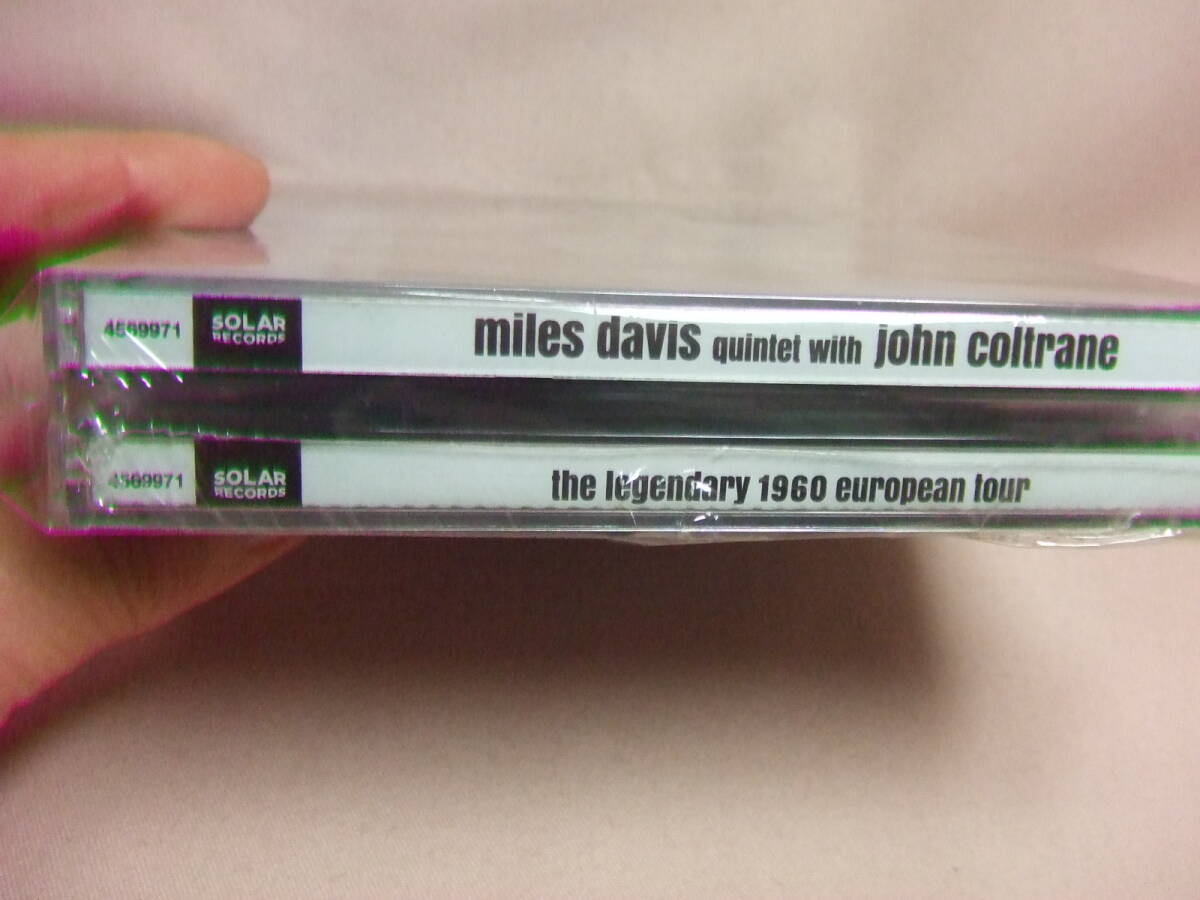 4569971
SOLAR
RECORDS
miles davis quintet with john coltrane
4569971
SOLAR
RECORDS
the legendary 1960 european tour